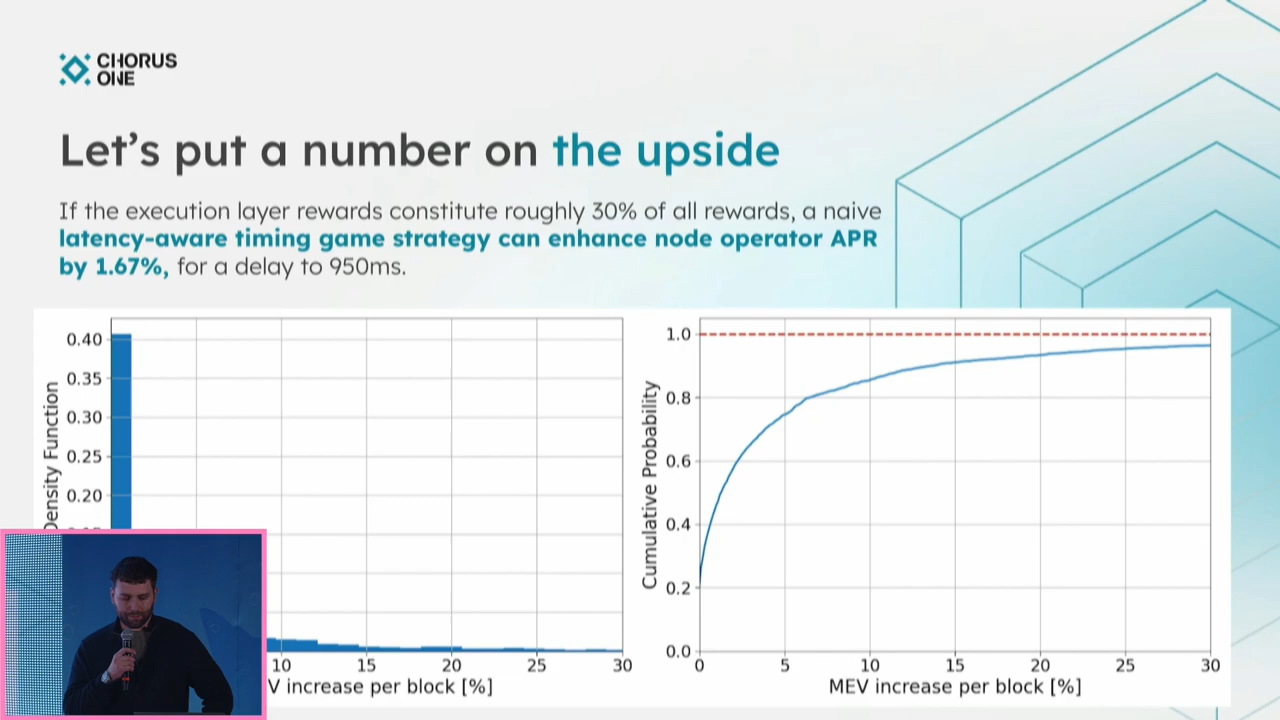 CHORUS
ONE
Let's put a number on the upside
If the execution layer rewards constitute roughly 30% of all rewards, a naive
latency-aware timing game strategy can enhance node operator APR
by 1.67%, for a delay to 950ms.
0.40
0.35
0.30
0.25
0.20
Density Function
10 15 20 25 30
V increase per block [%]
1.0
0.8
0.6
0.4
0.2
0.0
Cumulative Probability
0 5 10 15 20 25 30
MEV increase per block [%]